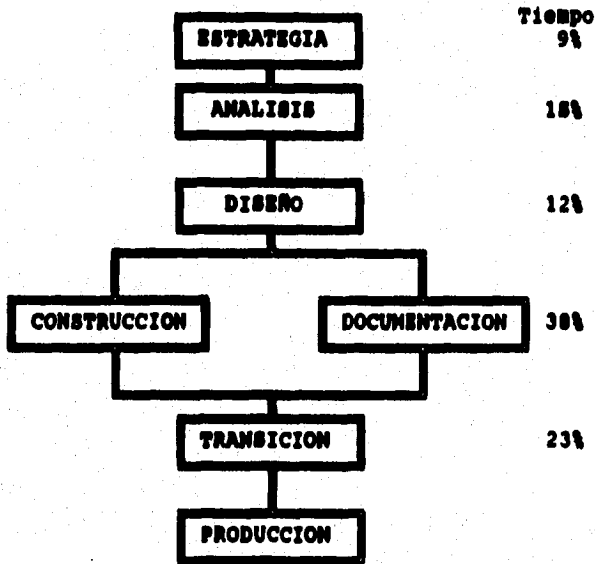 Tiempo
ESTRATEGIA 9%
ANALISIS 18%
DISEÑO 12%
CONSTRUCCION DOCUMENTACION 38%
TRANSICION 23%
PRODUCCION